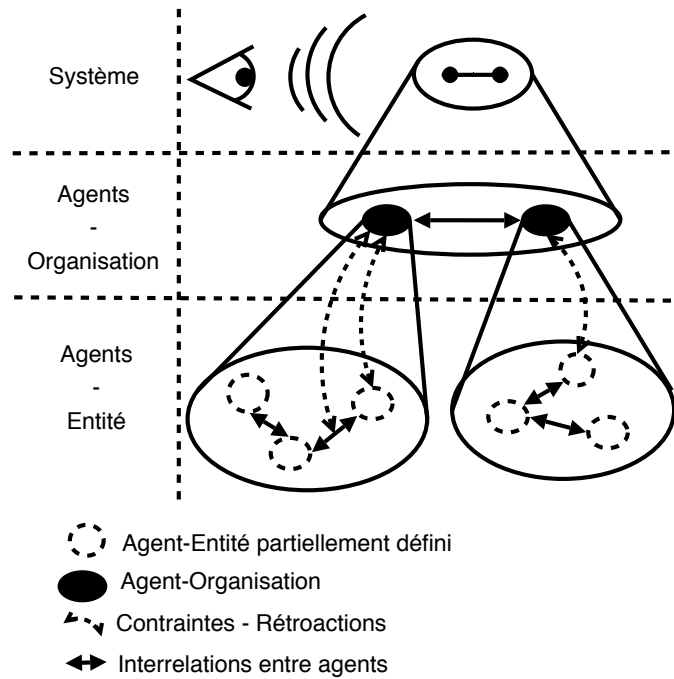 Système
Agents
-
Organisation
Agents
-
Entité
Agent-Entité partiellement défini
Agent-Organisation
Contraintes - Rétroactions
Interrelations entre agents